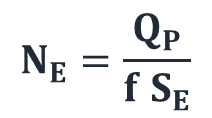 N_E = Q_P / (f S_E)